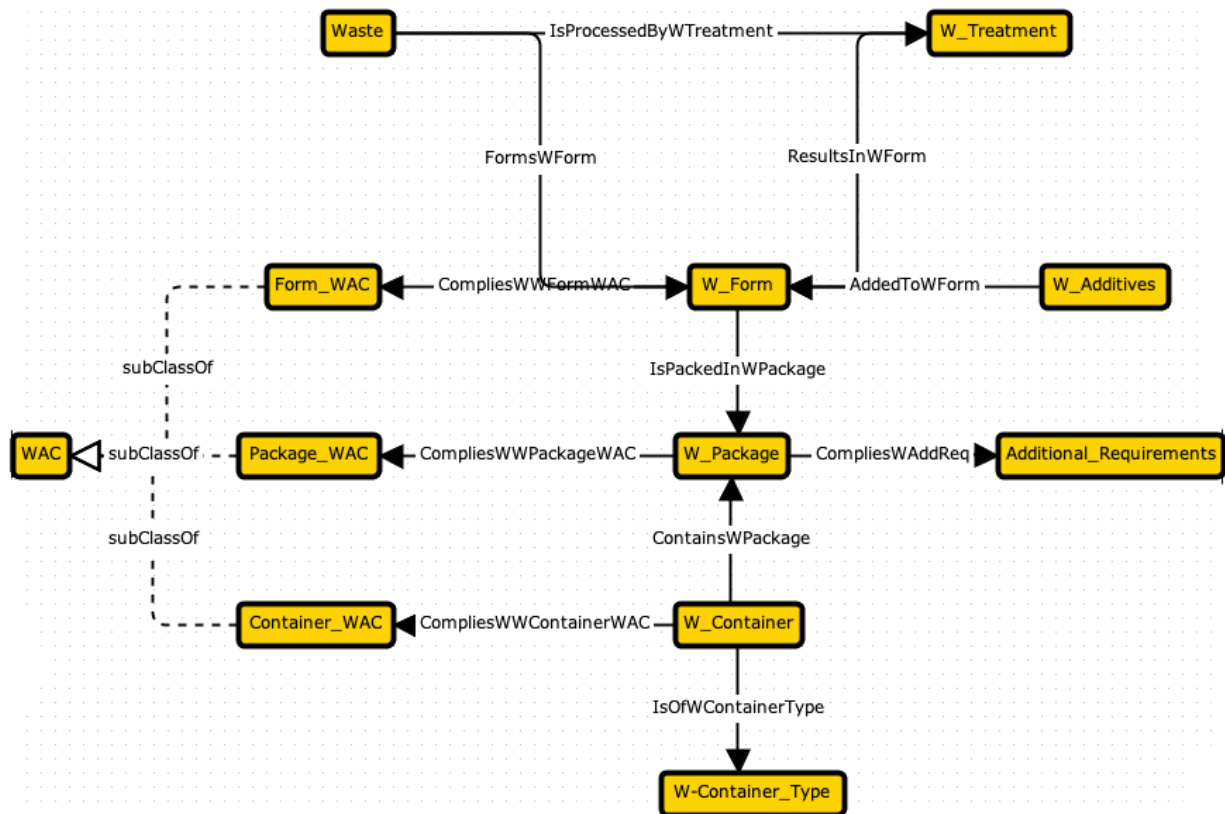 Waste
IsProcessedByWTreatment
W_Treatment
FormsWForm
ResultsInWForm
Form_WAC
CompliesWWFormWAC
W_Form
AddedToWForm
W_Additives
subClassOf
IsPackedInWPackage
WAC
subClassOf
Package_WAC
CompliesWWPackageWAC
W_Package
CompliesWAddReq
Additional_Requirements
subClassOf
ContainsWPackage
Container_WAC
CompliesWWContainerWAC
W_Container
IsOfWContainerType
W-Container_Type